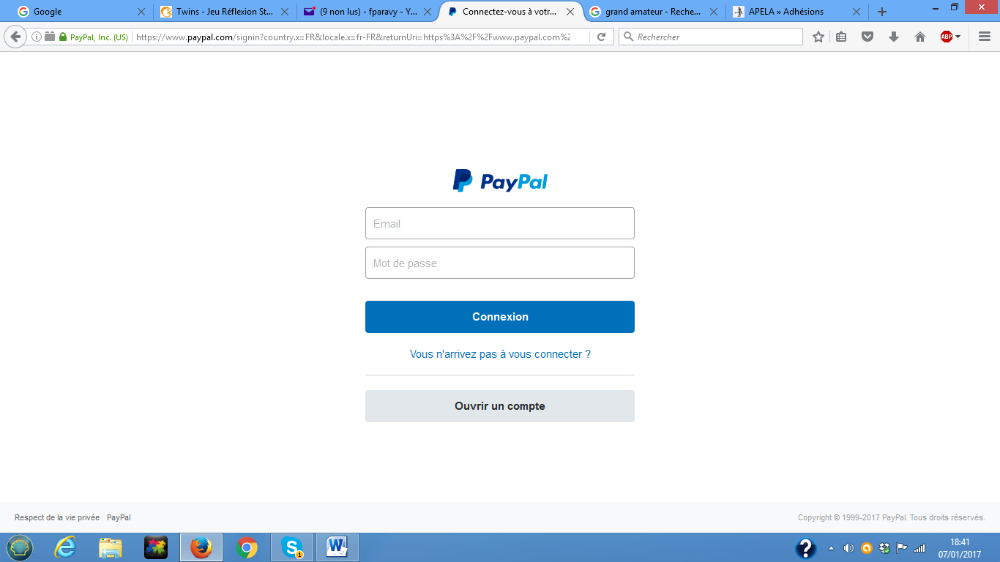 Google
Twins - Jeu Réflexion St...
(9 non lus) - fparavy - Y...
Connectez-vous à votr...
grand amateur - Reche...
APELA » Adhésions
PayPal, Inc. (US)
https://www.paypal.com/signin?country.x=FR&locale.x=fr-FR&returnUri=https%3A%2F%2Fwww.paypal.com%2
Rechercher
ABP
PayPal
Email
Mot de passe
Connexion
Vous n'arrivez pas à vous connecter ?
Ouvrir un compte
Respect de la vie privée PayPal
Copyright © 1999-2017 PayPal. Tous droits réservés.
1
18:41
07/01/2017